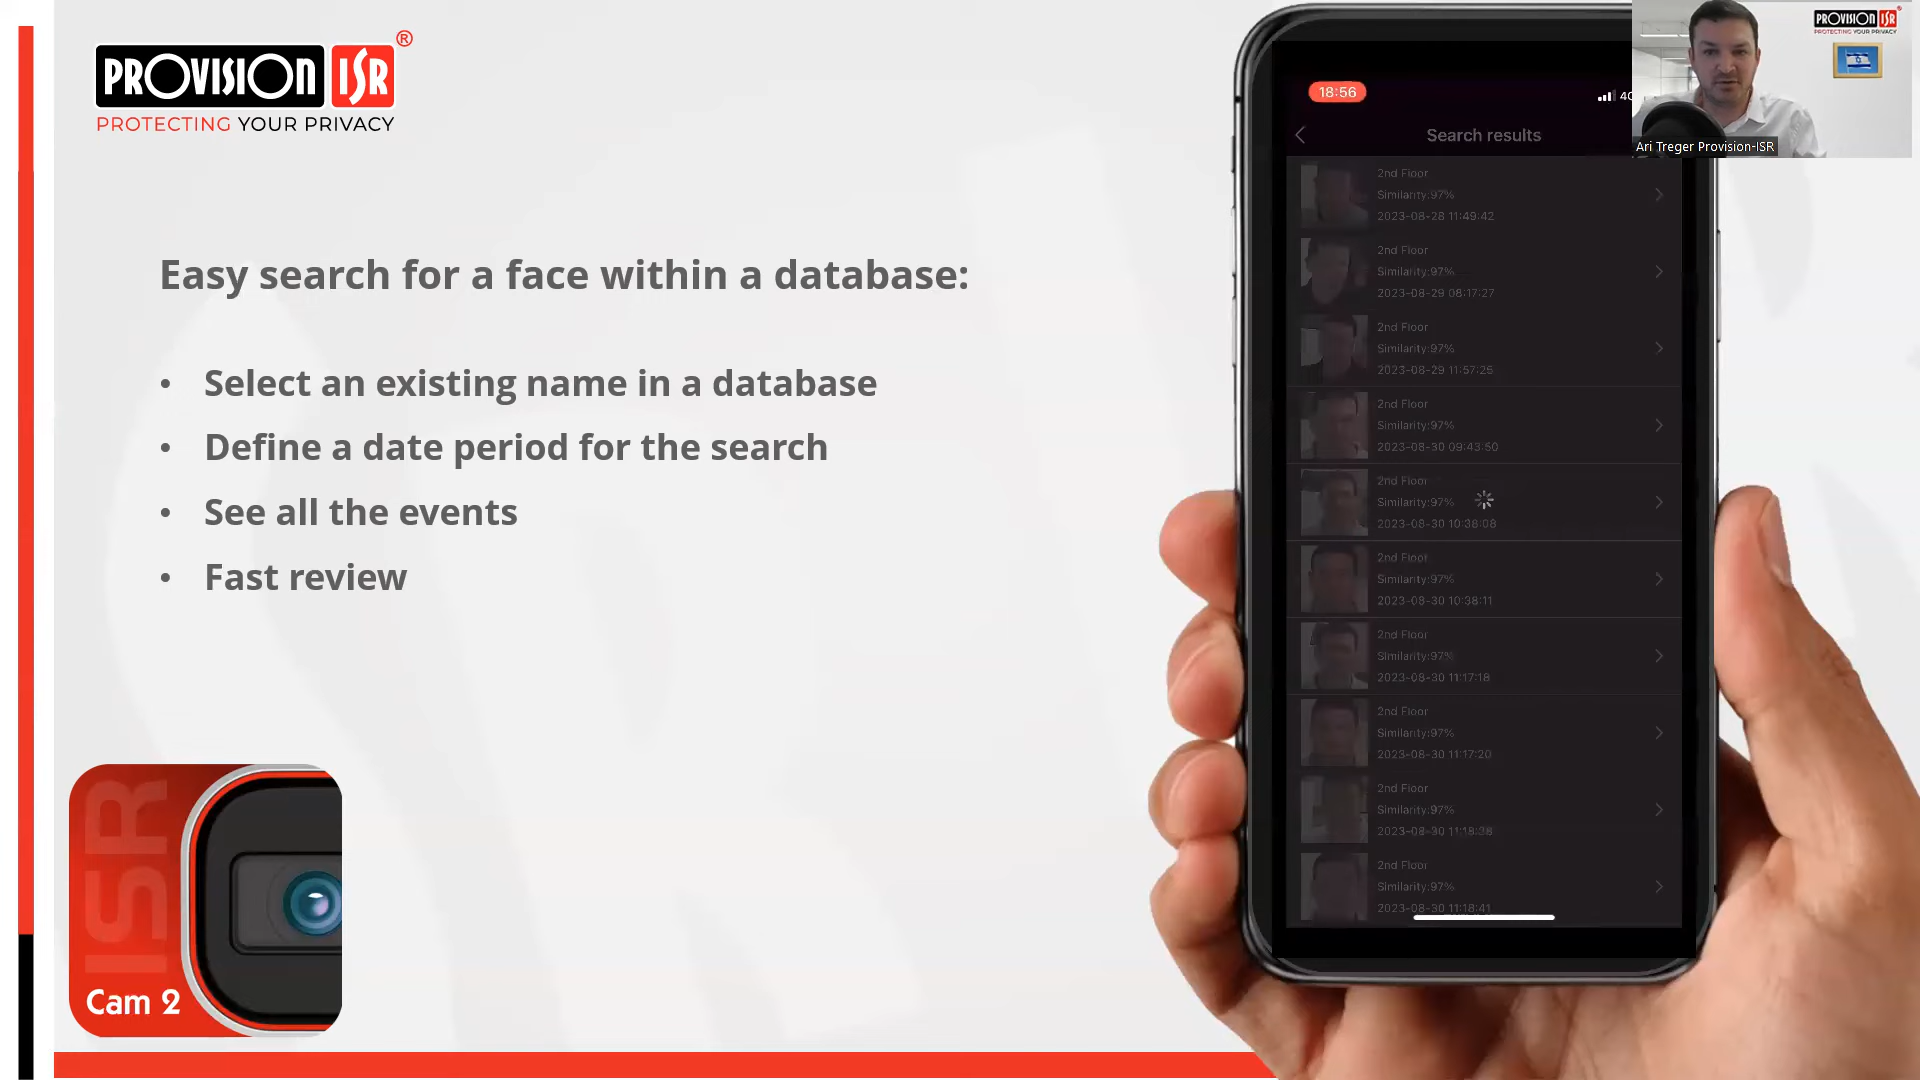 PROVISION ISR®
PROTECTING YOUR PRIVACY
Easy search for a face within a database:
• Select an existing name in a database
• Define a date period for the search
• See all the events
• Fast review
ISR
Cam 2
18:56
4G
Search results
2nd Floor
Similarity:97%
2023-08-28 11:49:42
2nd Floor
Similarity:97%
2023-08-29 08:17:27
2nd Floor
Similarity:97%
2023-08-29 11:57:25
2nd Floor
Similarity:97%
2023-08-30 09:43:50
2nd Floor
Similarity:97%
2023-08-30 10:38:08
2nd Floor
Similarity:97%
2023-08-30 10:38:11
2nd Floor
Similarity:97%
2023-08-30 11:17:18
2nd Floor
Similarity:97%
2023-08-30 11:17:20
2nd Floor
Similarity:97%
2023-08-30 11:18:38
2nd Floor
Similarity:97%
2023-08-30 11:18:41
PROVISION ISR®
PROTECTING YOUR PRIVACY
Ari Treger Provision-ISR